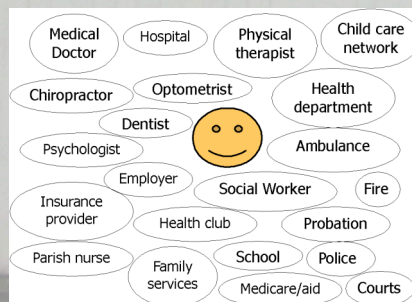 Medical
Doctor
Hospital
Physical
therapist
Child care
network
Chiropractor
Optometrist
Health
department
Dentist
Psychologist
Ambulance
Employer
Social Worker
Fire
Insurance
provider
Health club
Probation
Parish nurse
Family
services
School
Police
Medicare/aid
Courts